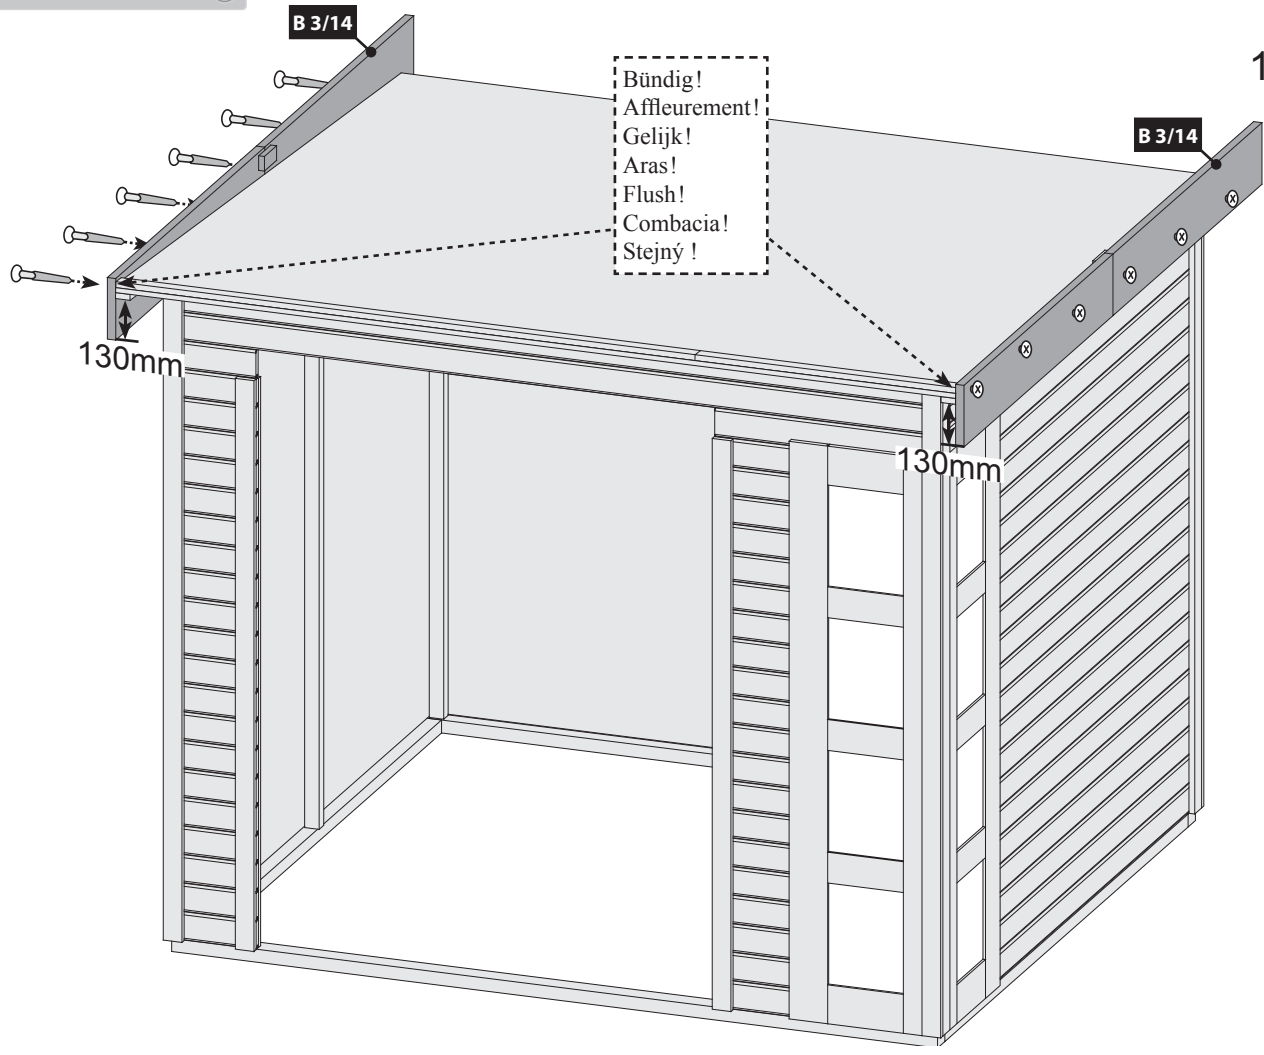 B 3/14
1
Bündig!
Affleurement!
Gelijk!
Aras!
Flush!
Combacia!
Stejný !
B 3/14
130mm
130mm